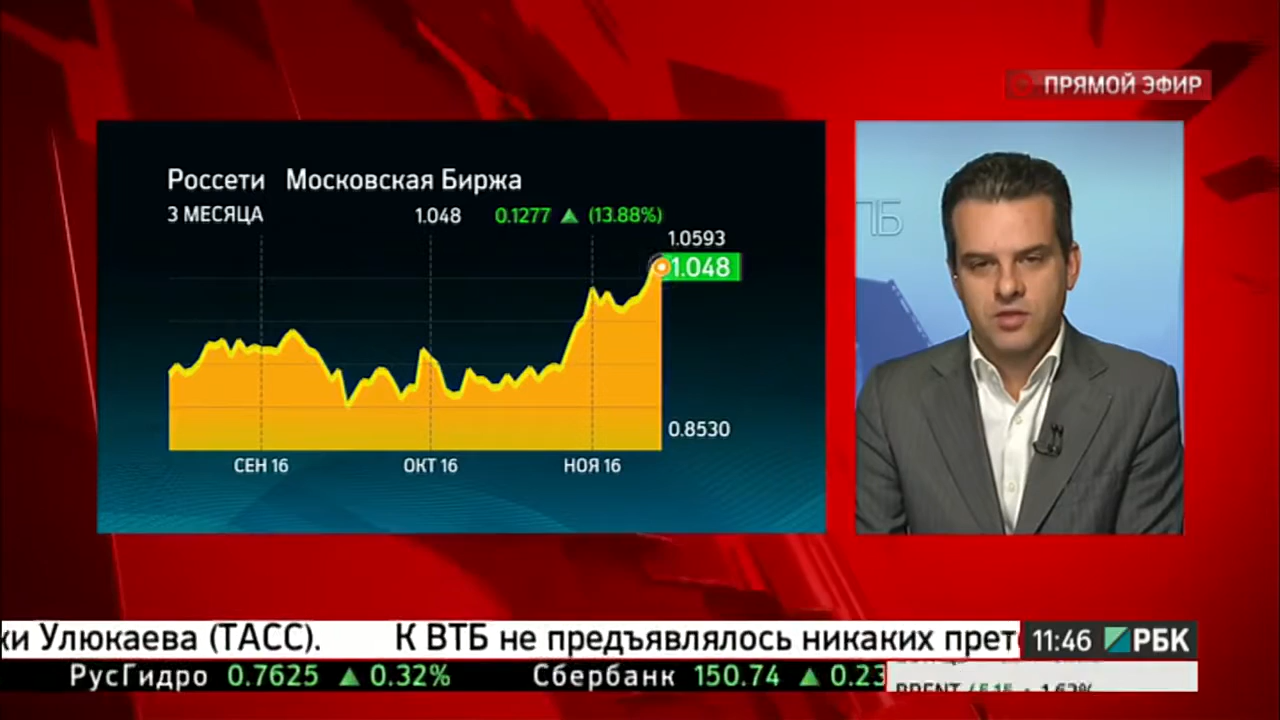 ПРЯМОЙ ЭФИР
Россети Московская Биржа
3 МЕСЯЦА 1.048 0.1277 ▲ (13.88%)
1.0593
1.048
0.8530
СЕН 16 ОКТ 16 НОЯ 16
ПБ
ки Улюкаева (ТАСС). К ВТБ не предъявлялось никаких прет
11:46 РБК
РусГидро 0.7625 ▲ 0.32% Сбербанк 150.74 ▲ 0.23
BRENT